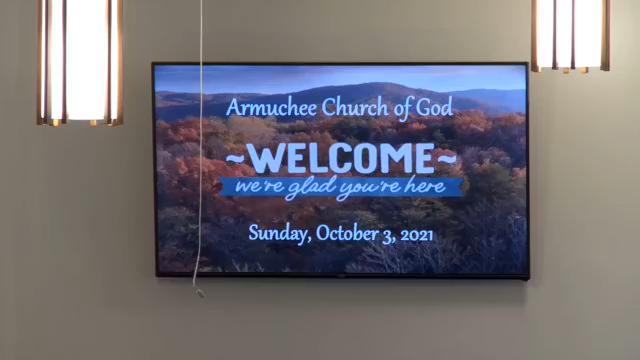 Armuchee Church of God
~WELCOME~
we're glad you're here
Sunday, October 3, 2021